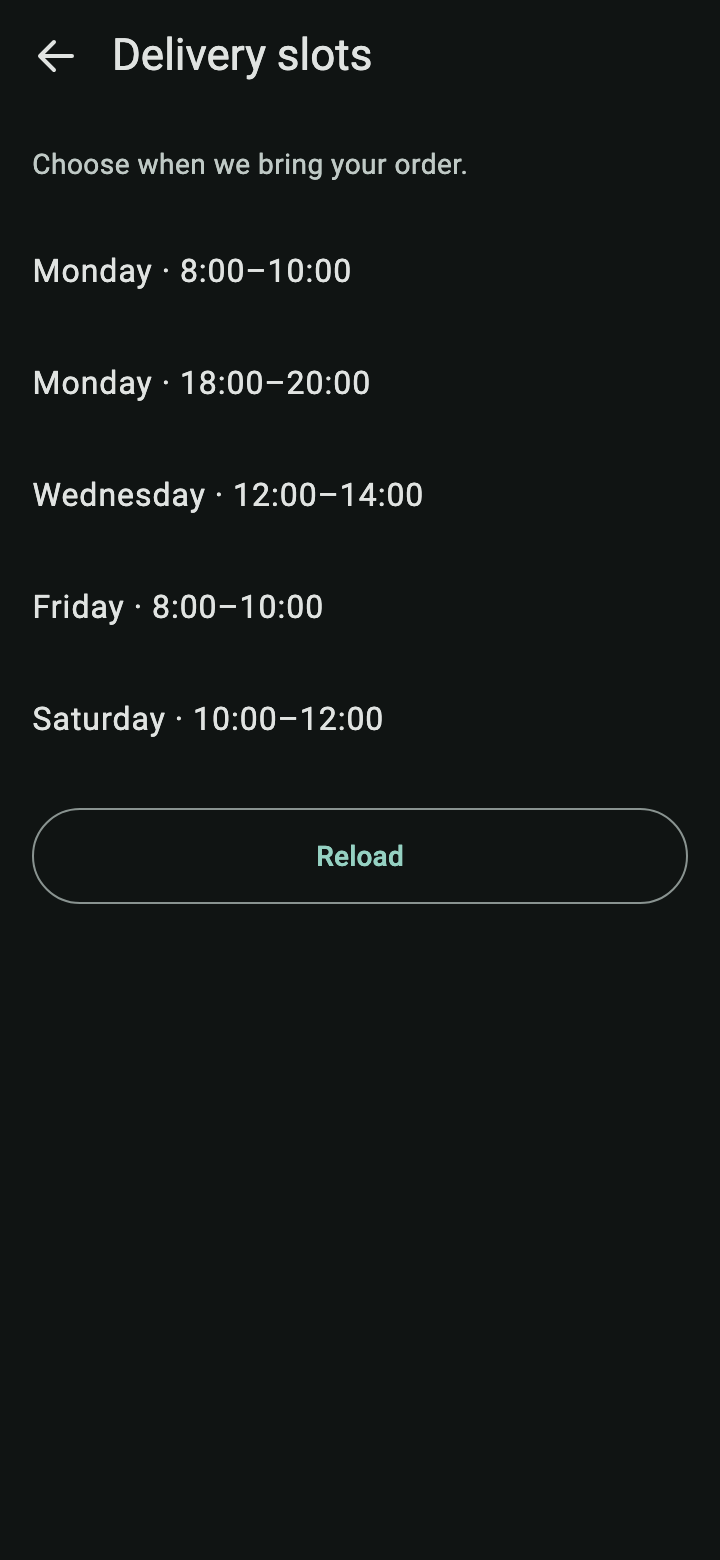 Delivery slots
Choose when we bring your order.
Monday · 8:00–10:00
Monday · 18:00–20:00
Wednesday · 12:00–14:00
Friday · 8:00–10:00
Saturday · 10:00–12:00
Reload